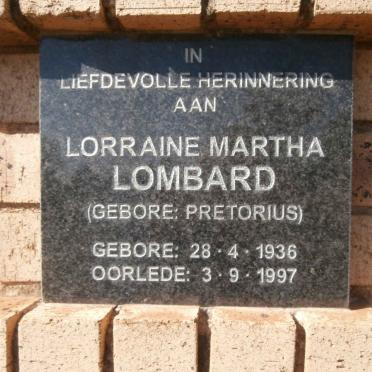 IN
LIEFDEVOLLE HERINNERING
AAN
LORRAINE MARTHA
LOMBARD
(GEBORE: PRETORIUS)
GEBORE: 28 · 4 · 1936
OORLEDE: 3 · 9 · 1997